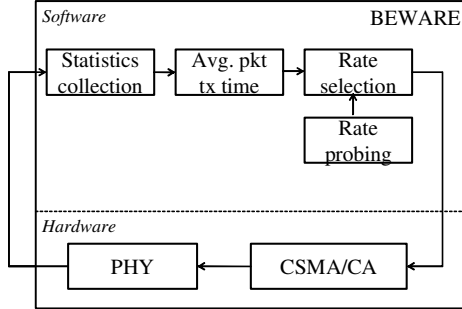 Software
BEWARE
Statistics
collection
Avg. pkt
tx time
Rate
selection
Rate
probing
Hardware
PHY
CSMA/CA